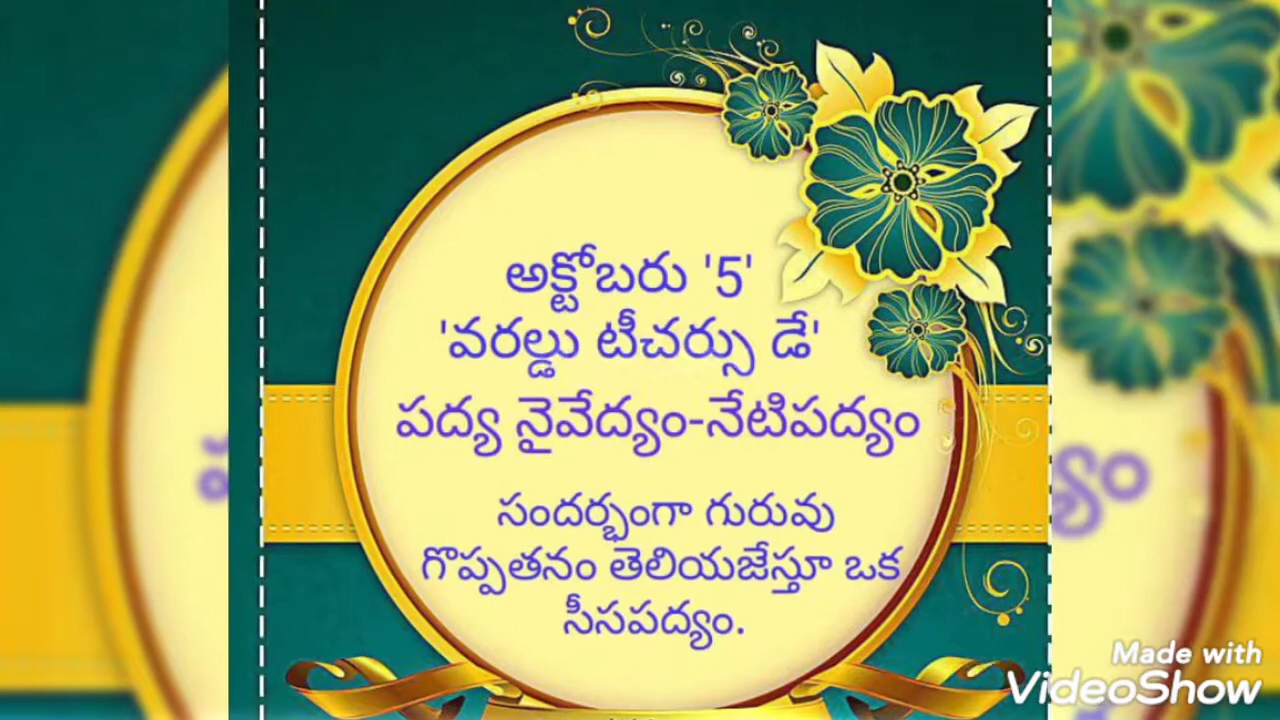 అక్టోబరు '5'
'వరల్డు టీచర్సు డే'
పద్య నైవేద్యం-నేటిపద్యం
సందర్భంగా గురువు
గొప్పతనం తెలియజేస్తూ ఒక
సీసపద్యం.
Made with
VideoShow